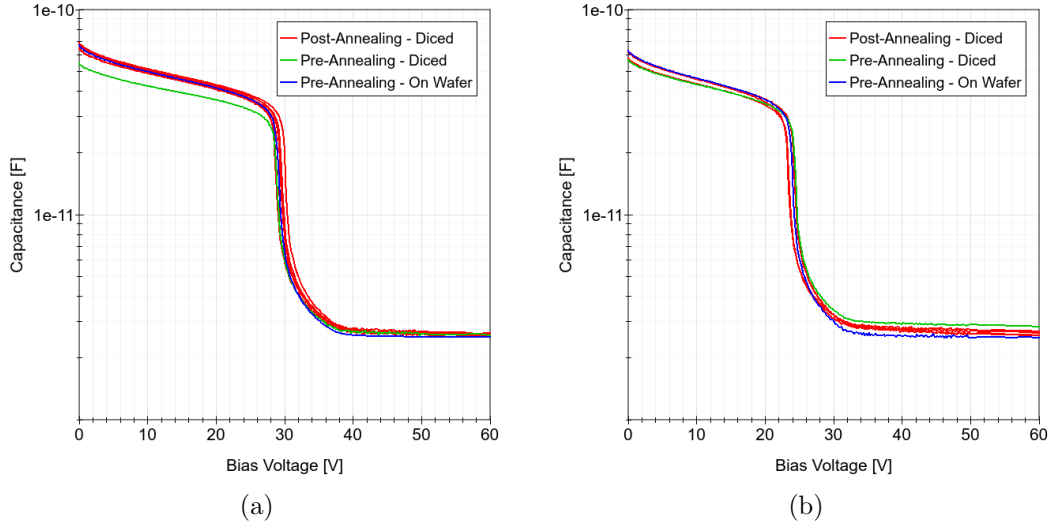 1e-10
Post-Annealing - Diced
Pre-Annealing - Diced
Pre-Annealing - On Wafer
1e-11
Capacitance [F]
0 10 20 30 40 50 60
Bias Voltage [V]
(a)
1e-10
Post-Annealing - Diced
Pre-Annealing - Diced
Pre-Annealing - On Wafer
1e-11
Capacitance [F]
0 10 20 30 40 50 60
Bias Voltage [V]
(b)